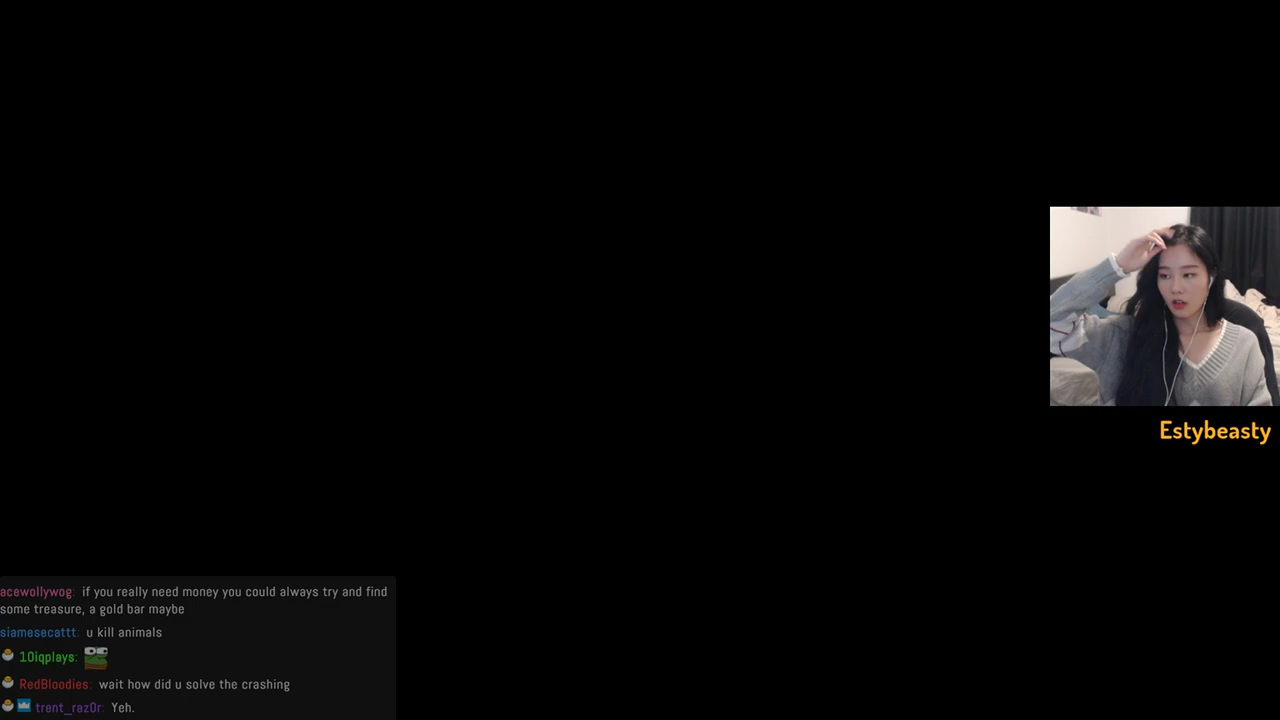 Estybeasty
acewollywog: if you really need money you could always try and find
some treasure, a gold bar maybe
siamesecattt: u kill animals
10iqplays:
RedBloodies: wait how did u solve the crashing
trent_raz0r: Yeh.